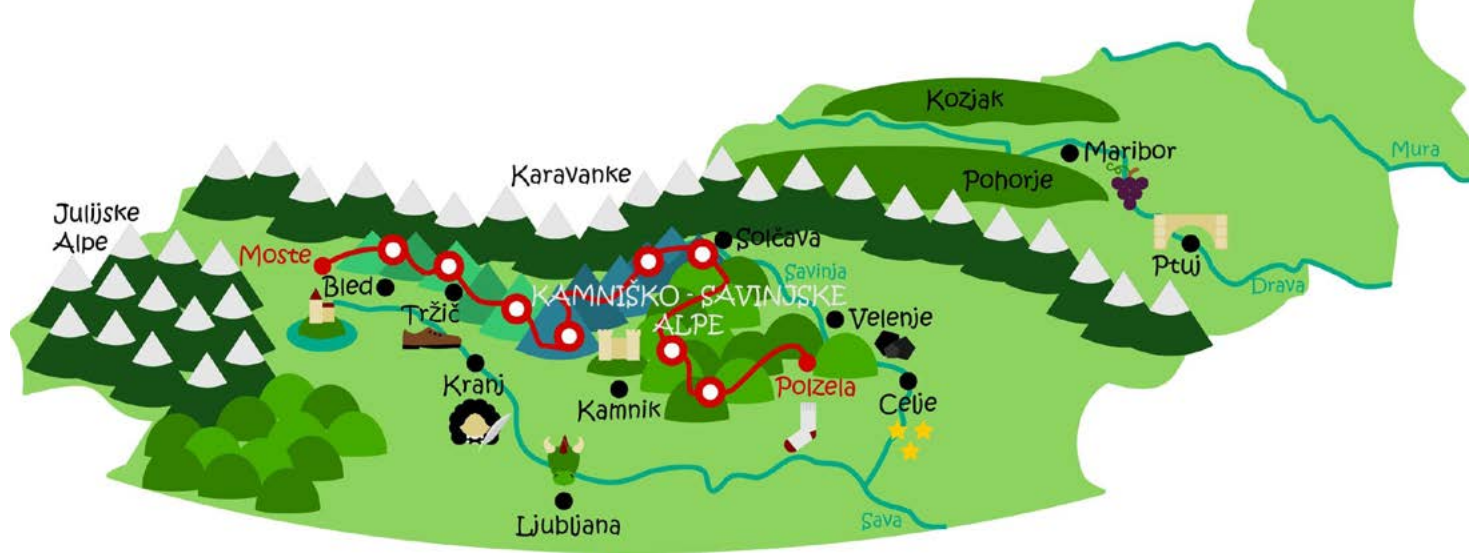 Kozjak
Maribor
Mura
Karavanke
Pohorje
Julijske
Alpe
Moste
Solčava
Ptuj
Bled
Savinja
Drava
KAMNIŠKO - SAVINJSKE
ALPE
Tržič
Velenje
Kranj
Kamnik
Polzela
Celje
Ljubljana
Sava